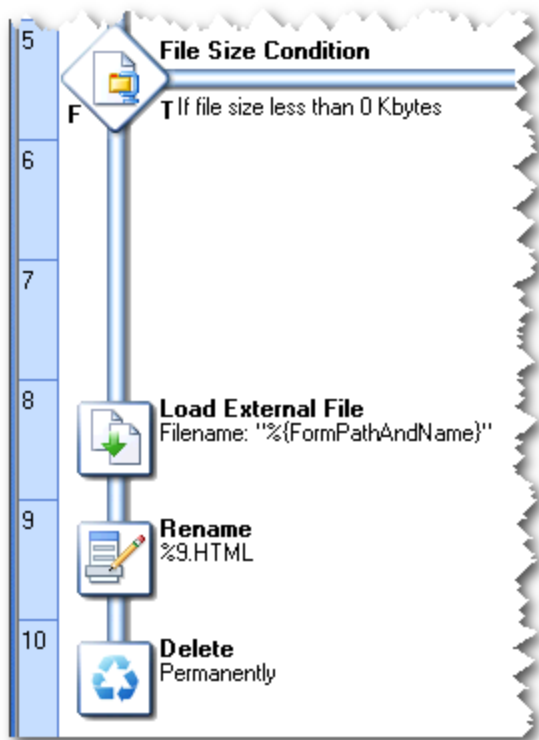 5
File Size Condition
F
T If file size less than 0 Kbytes
6
7
8
Load External File
Filename: "%{FormPathAndName}"
9
Rename
%9.HTML
10
Delete
Permanently